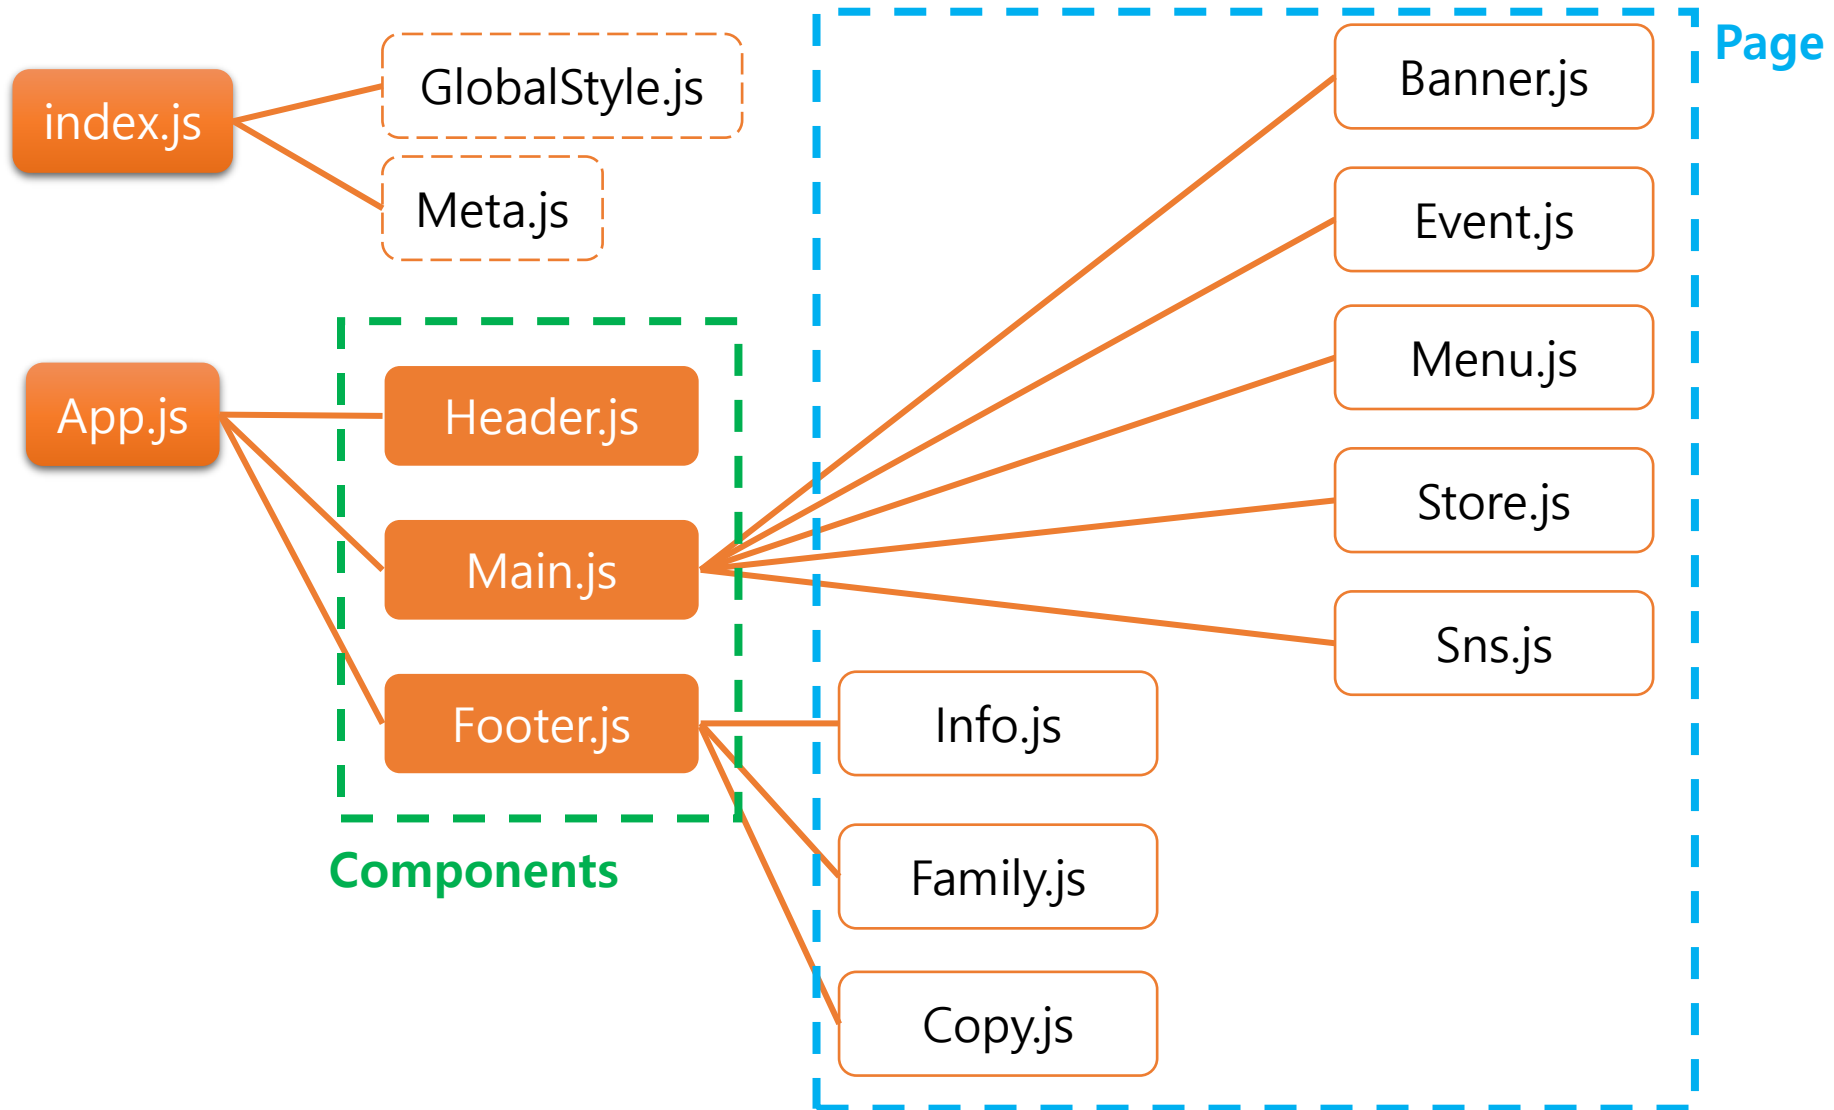 index.js
GlobalStyle.js
Meta.js
App.js
Header.js
Main.js
Footer.js
Components
Page
Banner.js
Event.js
Menu.js
Store.js
Sns.js
Info.js
Family.js
Copy.js